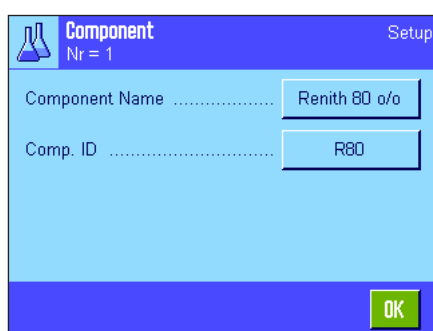 Component
Setup
Nr = 1
Component Name ................... Renith 80 o/o
Comp. ID .............................. R80
OK